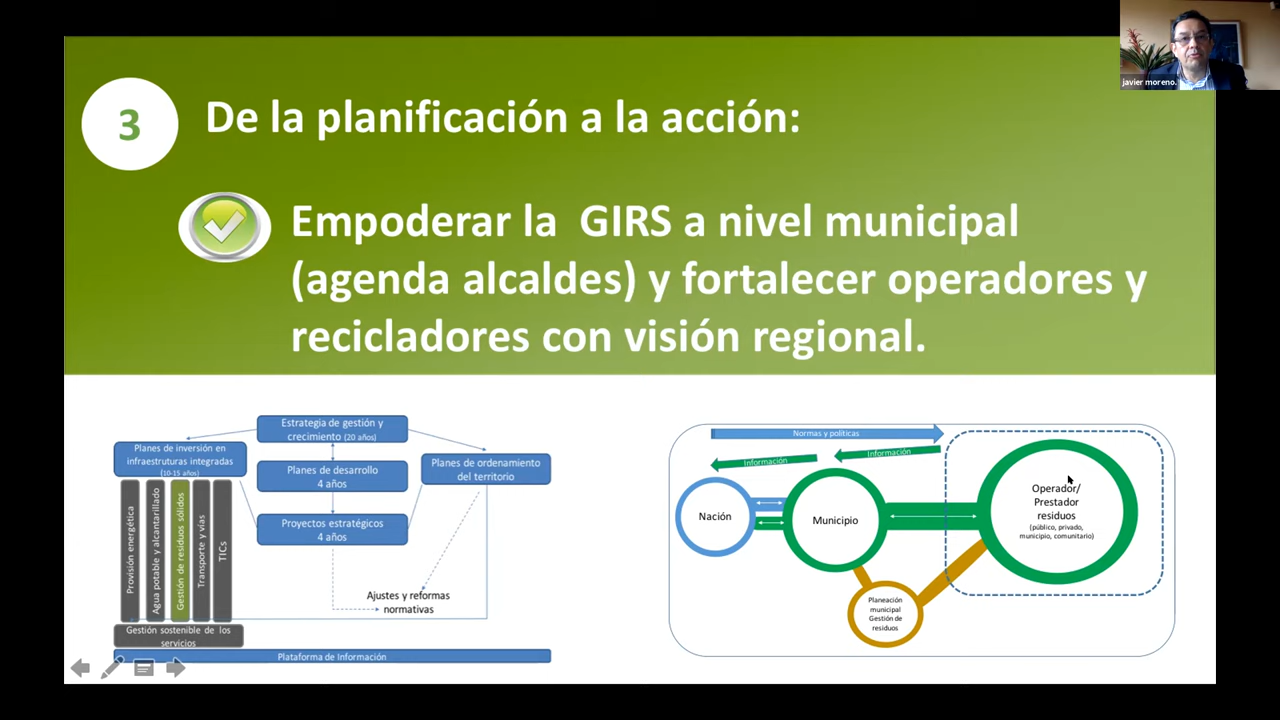 javier moreno.
3
De la planificación a la acción:
Empoderar la GIRS a nivel municipal
(agenda alcaldes) y fortalecer operadores y
recicladores con visión regional.
Estrategia de gestión y
crecimiento (20 años)
Planes de inversión en
infraestruturas integradas
(10-15 años)
Planes de desarrollo
4 años
Planes de ordenamiento
del territorio
Proyectos estratégicos
4 años
Provisión energética
Agua potable y alcantarillado
Gestión de residuos sólidos
Transporte y vías
TICs
Ajustes y reformas
normativas
Gestión sostenible de los
servicios
Plataforma de Información
Normas y políticas
Información
Información
Nación
Municipio
Operador/
Prestador
residuos
(público, privado,
municipio, comunitario)
Planeación
municipal
Gestión de
residuos